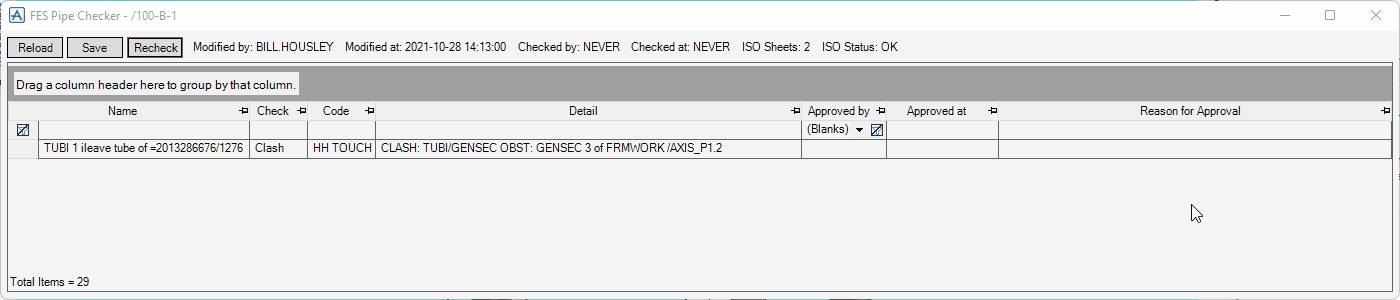 FES Pipe Checker - /100-B-1
Reload Save Recheck Modified by: BILL.HOUSLEY Modified at: 2021-10-28 14:13:00 Checked by: NEVER Checked at: NEVER ISO Sheets: 2 ISO Status: OK
Drag a column header here to group by that column.
Name Check Code Detail Approved by Approved at Reason for Approval
(Blanks)
TUBI 1 ileave tube of =2013286676/1276 Clash HH TOUCH CLASH: TUBI/GENSEC OBST: GENSEC 3 of FRMWORK /AXIS_P1.2
Total Items = 29